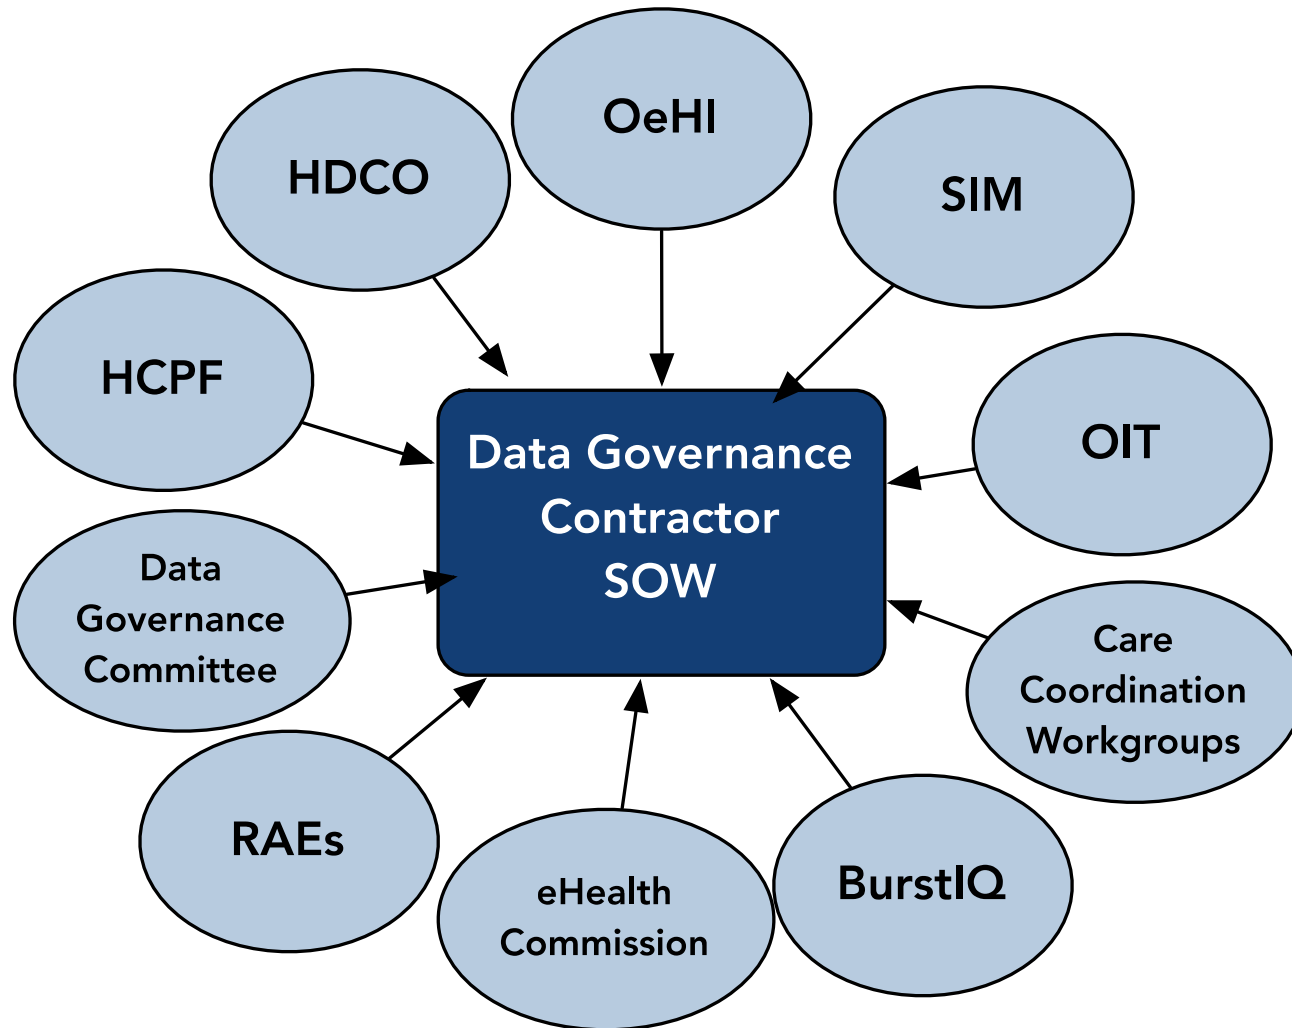 OeHI
HDCO
SIM
HCPF
OIT
Data Governance
Contractor
SOW
Data
Governance
Committee
Care
Coordination
Workgroups
RAEs
BurstIQ
eHealth
Commission